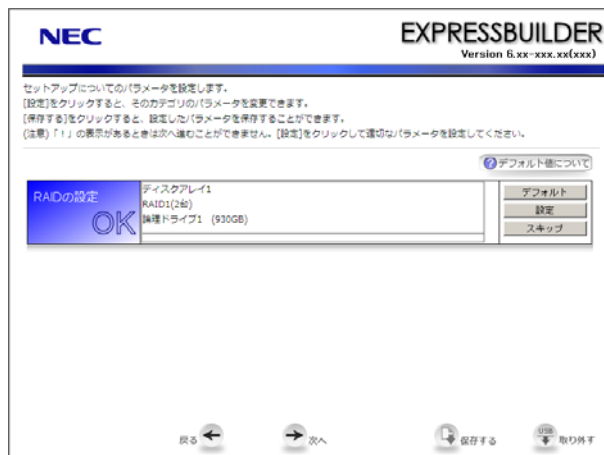 NEC
EXPRESSBUILDER
Version 6.xx-xxx.xx(xxx)
セットアップについてのパラメータを設定します。
[設定]をクリックすると、そのカテゴリのパラメータを変更できます。
[保存する]をクリックすると、設定したパラメータを保存することができます。
(注意)「！」の表示があるときは次へ進むことができません。[設定]をクリックして適切なパラメータを設定してください。
デフォルト値について
RAIDの設定
OK
ディスクアレイ1
RAID1(2台)
論理ドライブ1 (930GB)
デフォルト
設定
スキップ
戻る
次へ
保存する
USB
取り外す